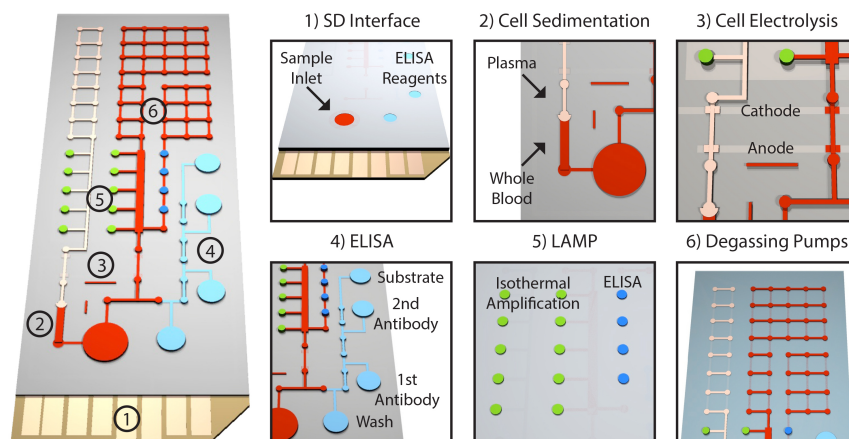 1) SD Interface
Sample
Inlet
ELISA
Reagents
2) Cell Sedimentation
Plasma
Whole
Blood
3) Cell Electrolysis
Cathode
Anode
4) ELISA
Substrate
2nd
Antibody
1st
Antibody
Wash
5) LAMP
Isothermal
Amplification
ELISA
6) Degassing Pumps
6
5
4
3
2
1